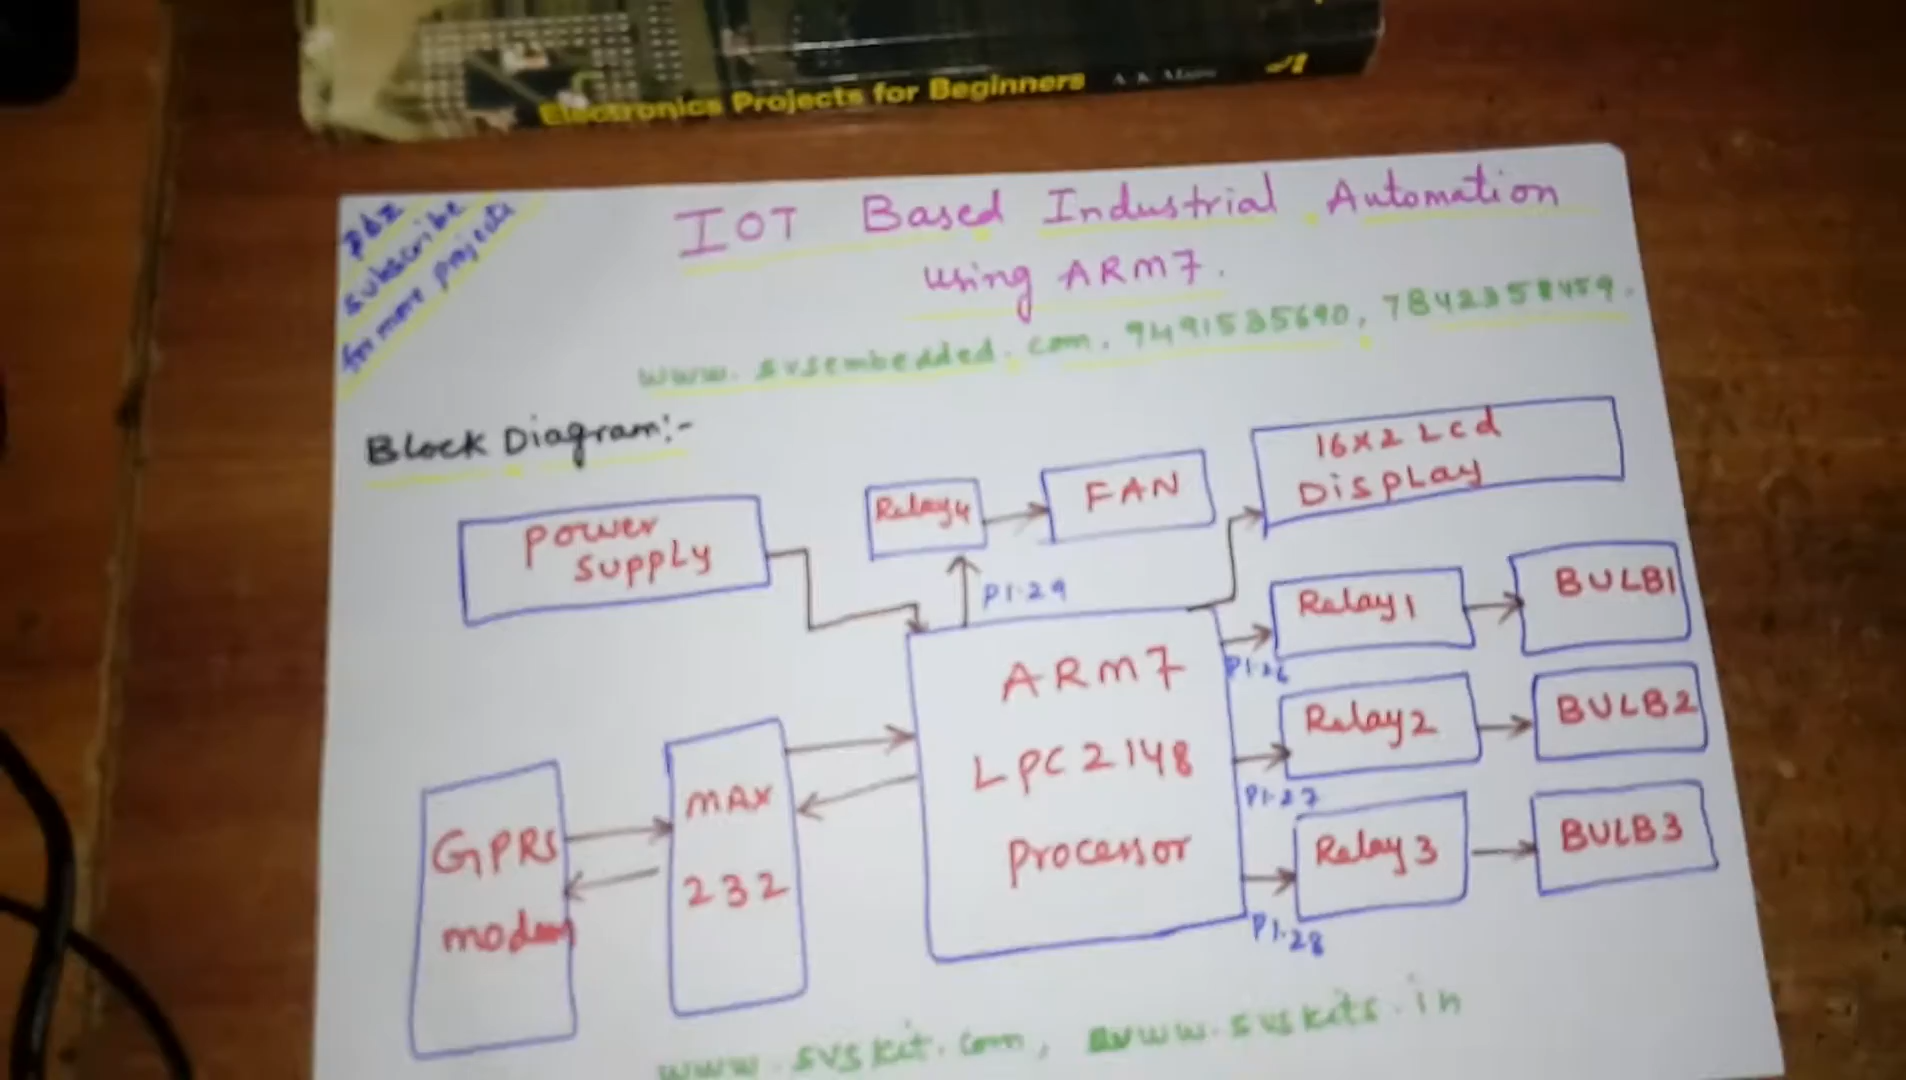 Electronics Projects for Beginners
plz
subscribe
for more projects
IOT Based Industrial Automation
using ARM7.
www.svsembedded.com, 9491535690, 7842358459.
Block Diagram:-
Power
Supply
Relay4
FAN
16x2 Lcd
Display
P1.29
Relay1
BULB1
P1.26
ARM7
LPC2148
processor
Relay2
BULB2
P1.27
Relay3
BULB3
P1.28
MAX
232
GPRS
modem
www.svskit.com, www.svskits.in